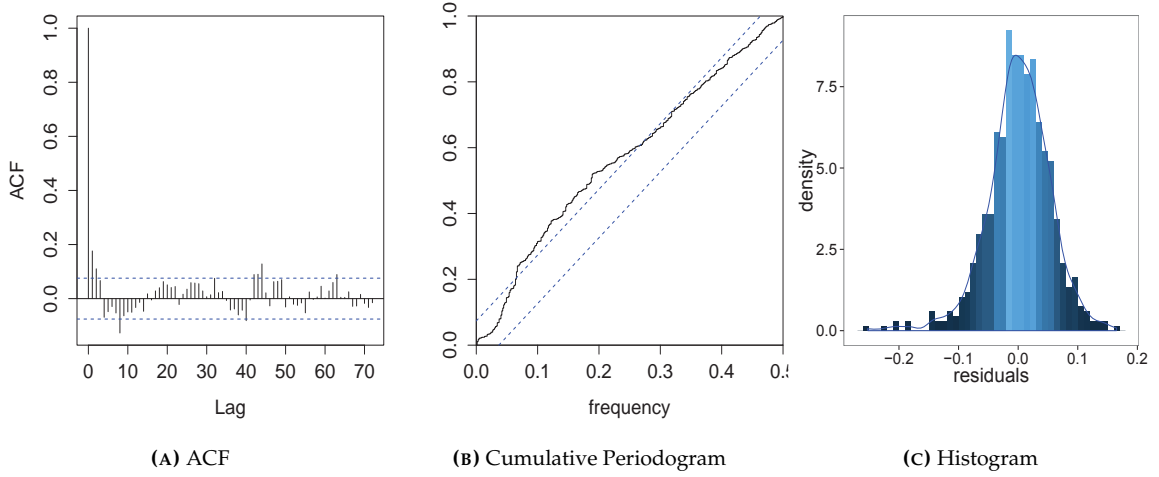 ACF
0.0 0.2 0.4 0.6 0.8 1.0
0 10 20 30 40 50 60 70
Lag
(A) ACF
0.0 0.2 0.4 0.6 0.8 1.0
0.0 0.1 0.2 0.3 0.4
frequency
(B) Cumulative Periodogram
density
7.5
5.0
2.5
0.0
−0.2 −0.1 0.0 0.1 0.2
residuals
(C) Histogram